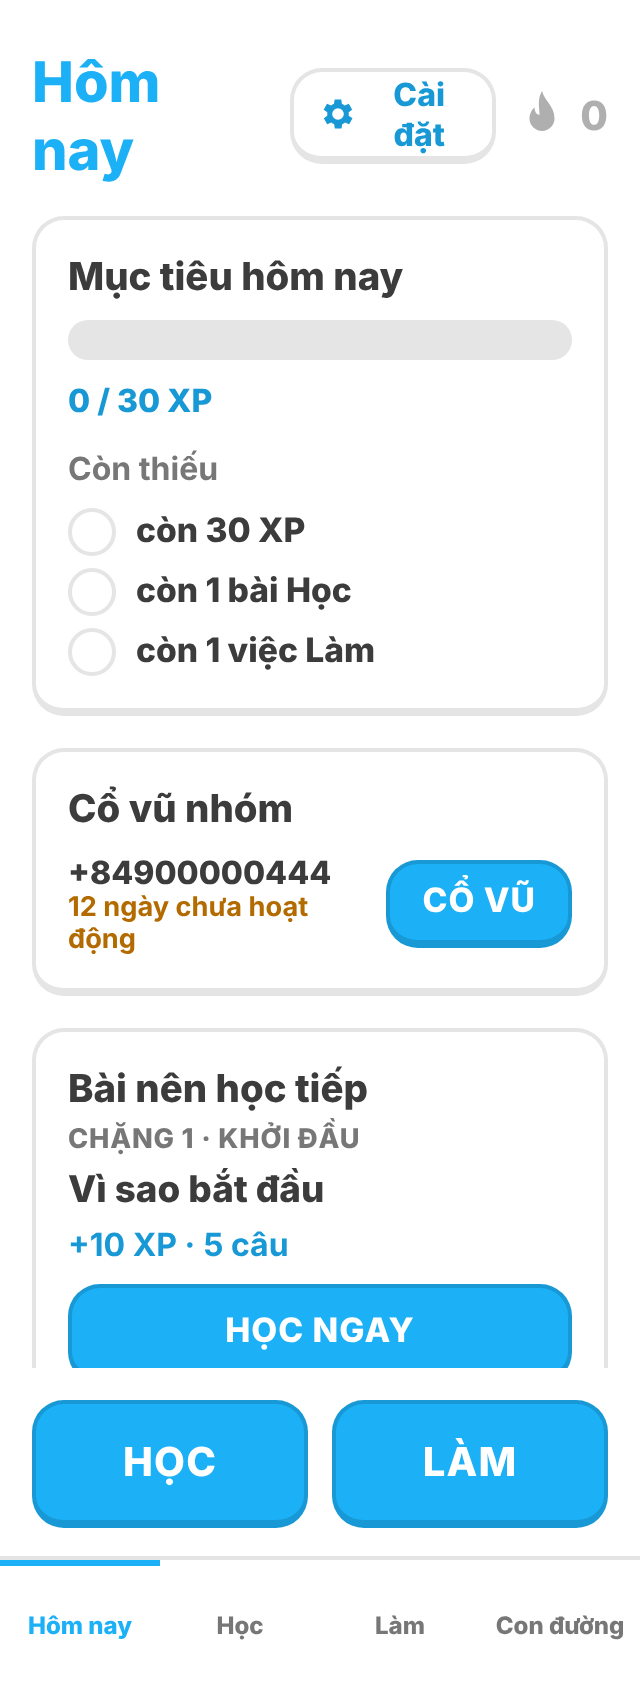 Hôm
nay
Cài
đặt
0
Mục tiêu hôm nay
0 / 30 XP
Còn thiếu
còn 30 XP
còn 1 bài Học
còn 1 việc Làm
Cổ vũ nhóm
+84900000444
12 ngày chưa hoạt
động
CỔ VŨ
Bài nên học tiếp
CHẶNG 1 · KHỞI ĐẦU
Vì sao bắt đầu
+10 XP · 5 câu
HỌC NGAY
HỌC
LÀM
Hôm nay
Học
Làm
Con đường